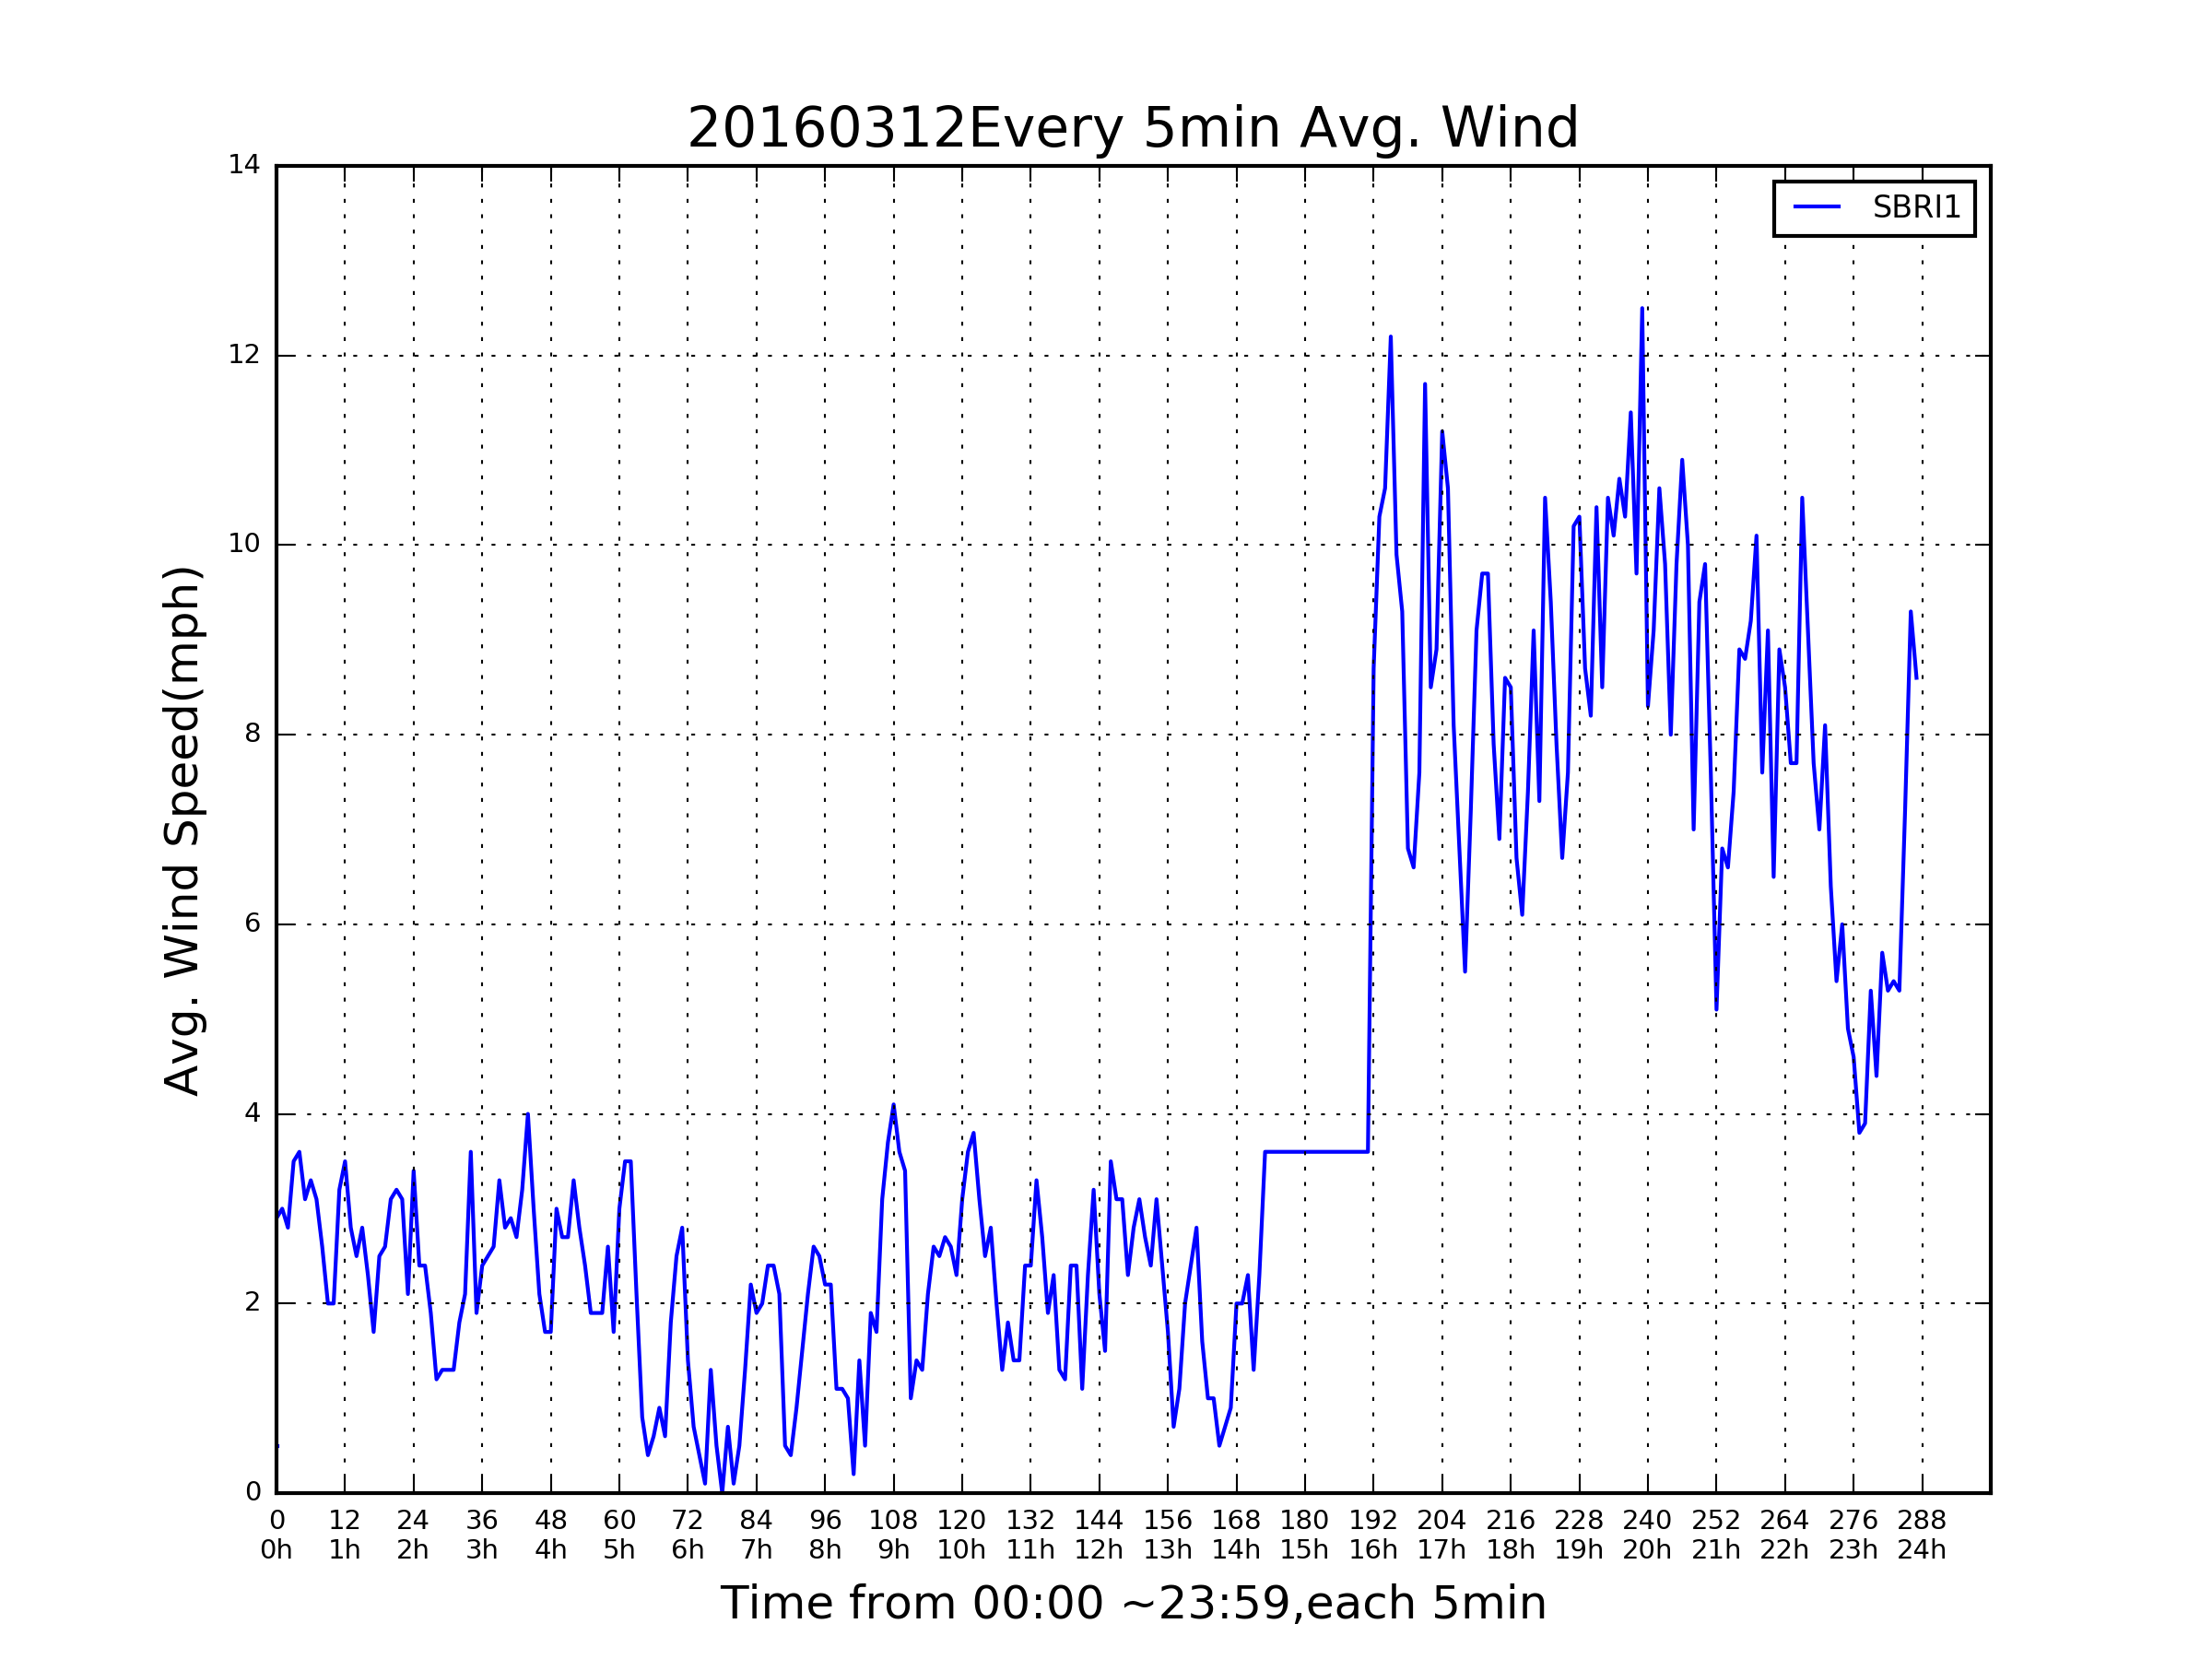 20160312Every 5min Avg. Wind
SBRI1
Avg. Wind Speed(mph)
14
12
10
8
6
4
2
0
0 12 24 36 48 60 72 84 96 108 120 132 144 156 168 180 192 204 216 228 240 252 264 276 288
0h 1h 2h 3h 4h 5h 6h 7h 8h 9h 10h 11h 12h 13h 14h 15h 16h 17h 18h 19h 20h 21h 22h 23h 24h
Time from 00:00 ~23:59,each 5min